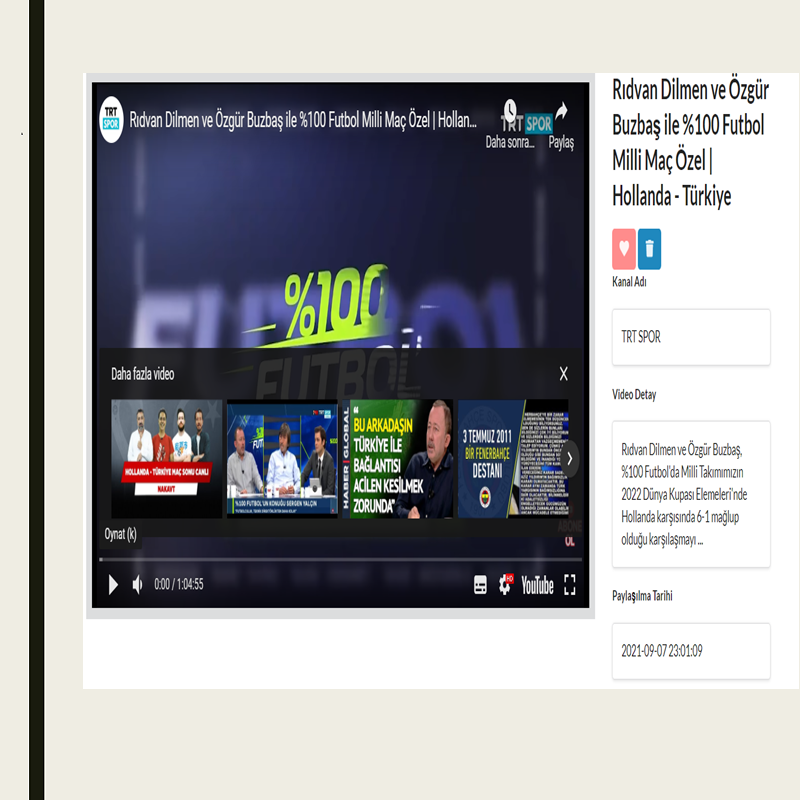 TRT
SPOR
Rıdvan Dilmen ve Özgür Buzbaş ile %100 Futbol Milli Maç Özel | Hollan...
TRT SPOR
Daha sonra...
Paylaş
%100
FUTBOL
Daha fazla video
X
HOLLANDA - TÜRKİYE MAÇ SONU CANLI
NAKAVT
%100 FUTBOL'UN KONUĞU SERGEN YALÇIN
HABER GLOBAL
"BU ARKADAŞIN
TÜRKİYE İLE
BAĞLANTISI
ACİLEN KESİLMEK
ZORUNDA"
3 TEMMUZ 2011
BİR FENERBAHÇE
DESTANI
ABONE
OL
Oynat (k)
0:00 / 1:04:55
HD
YouTube
Rıdvan Dilmen ve Özgür
Buzbaş ile %100 Futbol
Milli Maç Özel |
Hollanda - Türkiye
Kanal Adı
TRT SPOR
Video Detay
Rıdvan Dilmen ve Özgür Buzbaş,
%100 Futbol'da Milli Takımımızın
2022 Dünya Kupası Elemeleri'nde
Hollanda karşısında 6-1 mağlup
olduğu karşılaşmayı ...
Paylaşılma Tarihi
2021-09-07 23:01:09